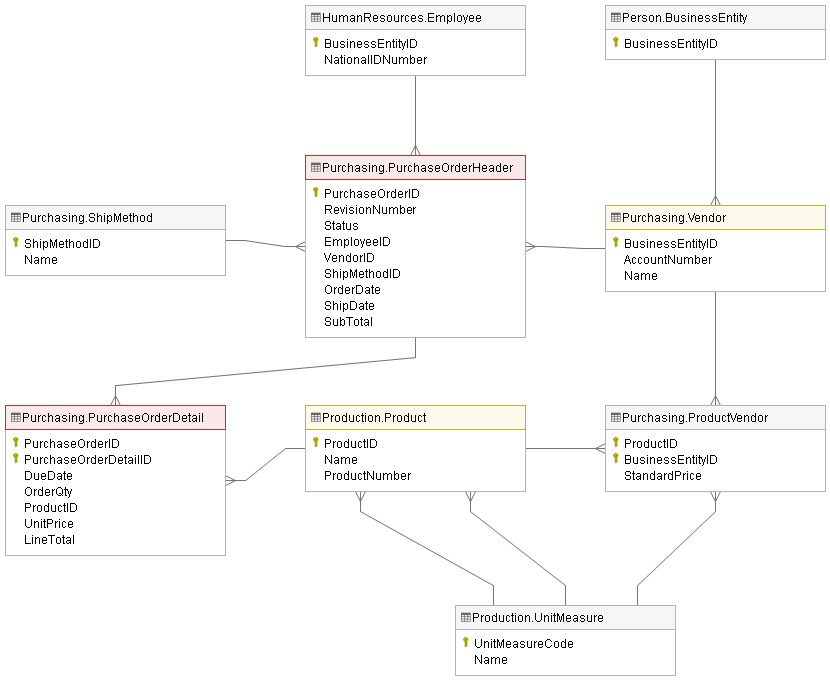 HumanResources.Employee
BusinessEntityID
NationalIDNumber
Person.BusinessEntity
BusinessEntityID
Purchasing.PurchaseOrderHeader
PurchaseOrderID
RevisionNumber
Status
EmployeeID
VendorID
ShipMethodID
OrderDate
ShipDate
SubTotal
Purchasing.ShipMethod
ShipMethodID
Name
Purchasing.Vendor
BusinessEntityID
AccountNumber
Name
Purchasing.PurchaseOrderDetail
PurchaseOrderID
PurchaseOrderDetailID
DueDate
OrderQty
ProductID
UnitPrice
LineTotal
Production.Product
ProductID
Name
ProductNumber
Purchasing.ProductVendor
ProductID
BusinessEntityID
StandardPrice
Production.UnitMeasure
UnitMeasureCode
Name